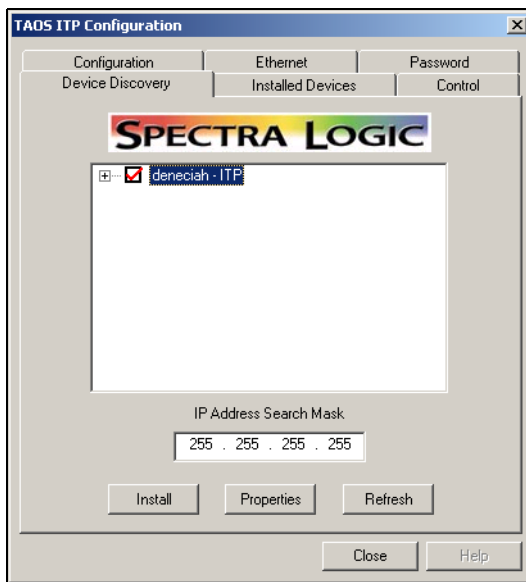 TAOS ITP Configuration
Configuration Ethernet Password
Device Discovery Installed Devices Control
SPECTRA LOGIC
deneciah - ITP
IP Address Search Mask
255 . 255 . 255 . 255
Install Properties Refresh
Close Help